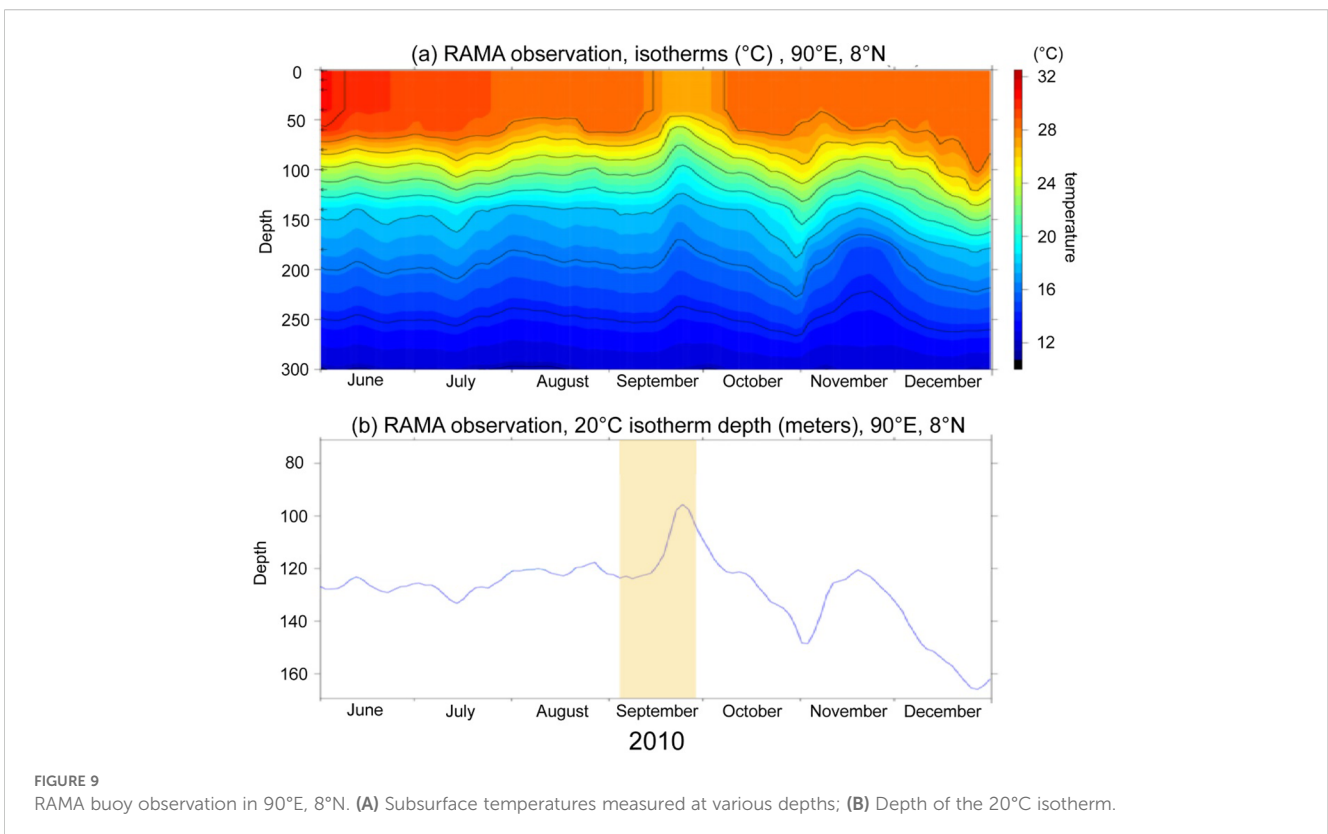 (a) RAMA observation, isotherms (°C) , 90°E, 8°N
(°C)
0
50
100
150
200
250
300
Depth
32
28
24
20
16
12
temperature
June July August September October November December
(b) RAMA observation, 20°C isotherm depth (meters), 90°E, 8°N
80
100
120
140
160
Depth
June July August September October November December
2010
FIGURE 9
RAMA buoy observation in 90°E, 8°N. (A) Subsurface temperatures measured at various depths; (B) Depth of the 20°C isotherm.